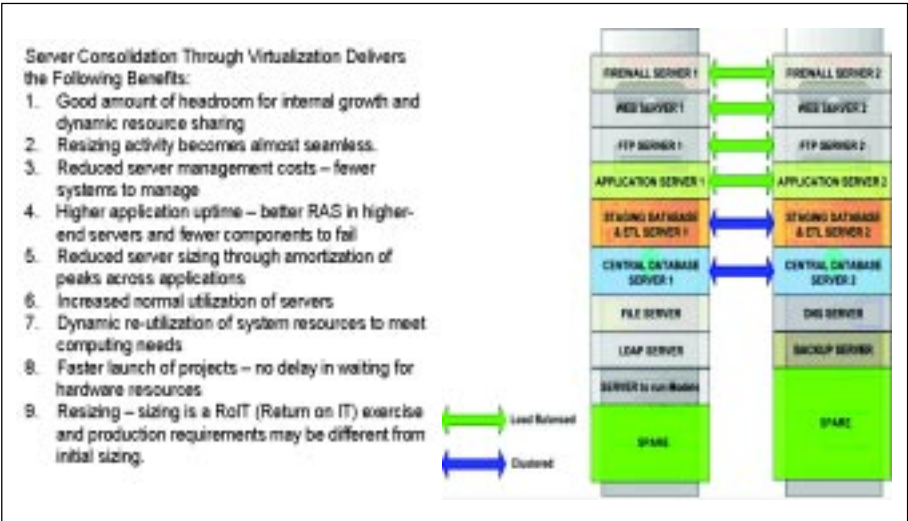 Server Consolidation Through Virtualization Delivers
the Following Benefits:
1. Good amount of headroom for internal growth and
dynamic resource sharing
2. Resizing activity becomes almost seamless.
3. Reduced server management costs – fewer
systems to manage
4. Higher application uptime – better RAS in higher-
end servers and fewer components to fail
5. Reduced server sizing through amortization of
peaks across applications
6. Increased normal utilization of servers
7. Dynamic re-utilization of system resources to meet
computing needs
8. Faster launch of projects – no delay in waiting for
hardware resources
9. Resizing – sizing is a RoIT (Return on IT) exercise
and production requirements may be different from
initial sizing.
FIREWALL SERVER 1
WEB SERVER 1
FTP SERVER 1
APPLICATION SERVER 1
STAGING DATABASE
& ETL SERVER 1
CENTRAL DATABASE
SERVER 1
FILE SERVER
LDAP SERVER
SERVER to run Models
SPARE
FIREWALL SERVER 2
WEB SERVER 2
FTP SERVER 2
APPLICATION SERVER 2
STAGING DATABASE
& ETL SERVER 2
CENTRAL DATABASE
SERVER 2
DNS SERVER
BACKUP SERVER
SPARE
Load Balanced
Clustered